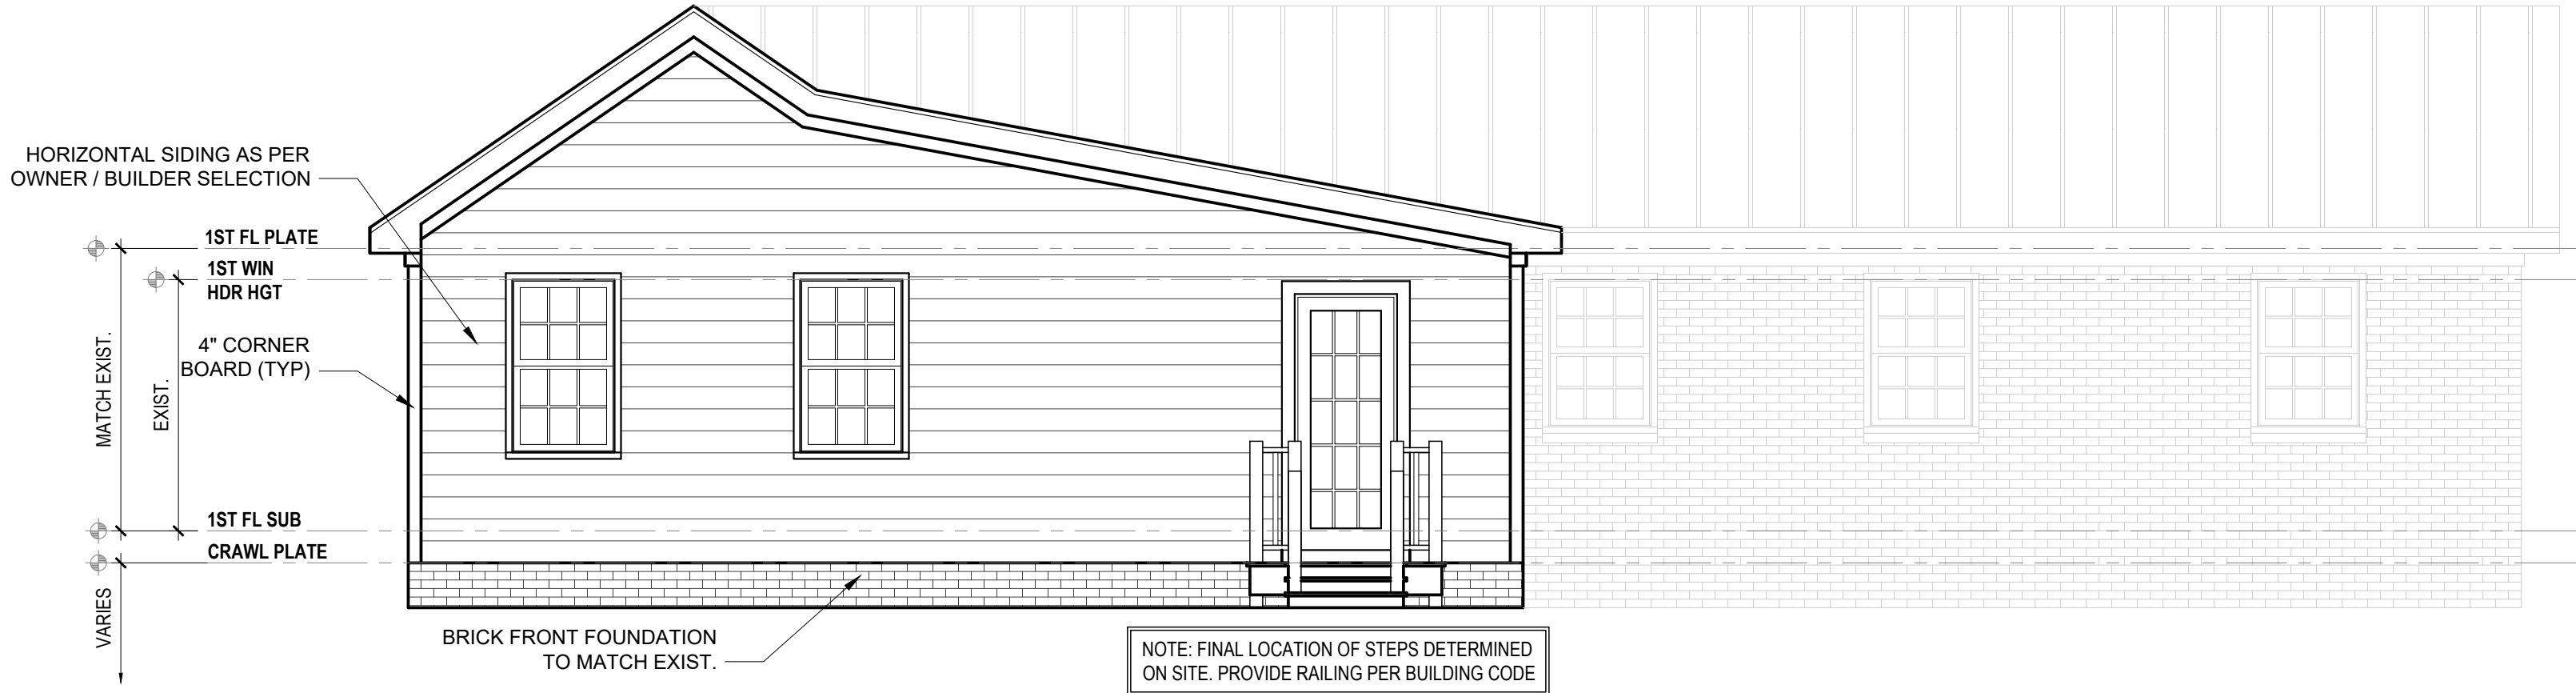 HORIZONTAL SIDING AS PER
OWNER / BUILDER SELECTION
1ST FL PLATE
1ST WIN
HDR HGT
4" CORNER
BOARD (TYP)
MATCH EXIST.
EXIST.
1ST FL SUB
CRAWL PLATE
VARIES
BRICK FRONT FOUNDATION
TO MATCH EXIST.
NOTE: FINAL LOCATION OF STEPS DETERMINED
ON SITE. PROVIDE RAILING PER BUILDING CODE